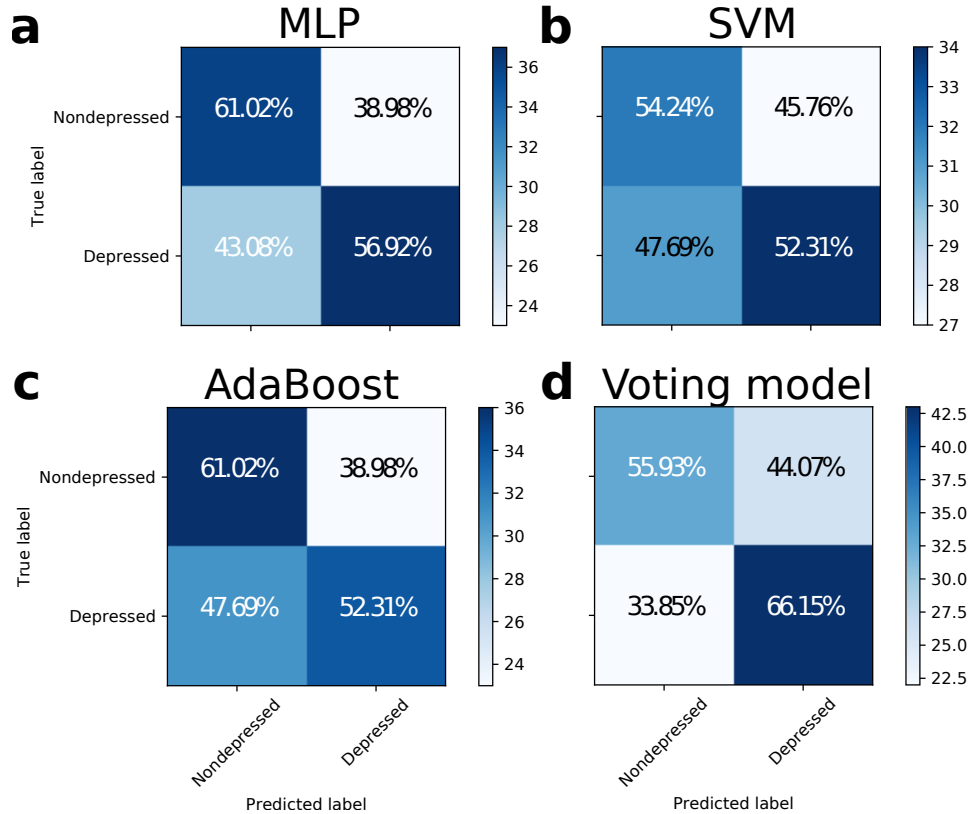 a
MLP
Nondepressed
Depressed
True label
61.02%
38.98%
43.08%
56.92%
36
34
32
30
28
26
24
b
SVM
54.24%
45.76%
47.69%
52.31%
34
33
32
31
30
29
28
27
c
AdaBoost
Nondepressed
Depressed
True label
61.02%
38.98%
47.69%
52.31%
36
34
32
30
28
26
24
Nondepressed
Depressed
Predicted label
d
Voting model
55.93%
44.07%
33.85%
66.15%
42.5
40.0
37.5
35.0
32.5
30.0
27.5
25.0
22.5
Nondepressed
Depressed
Predicted label